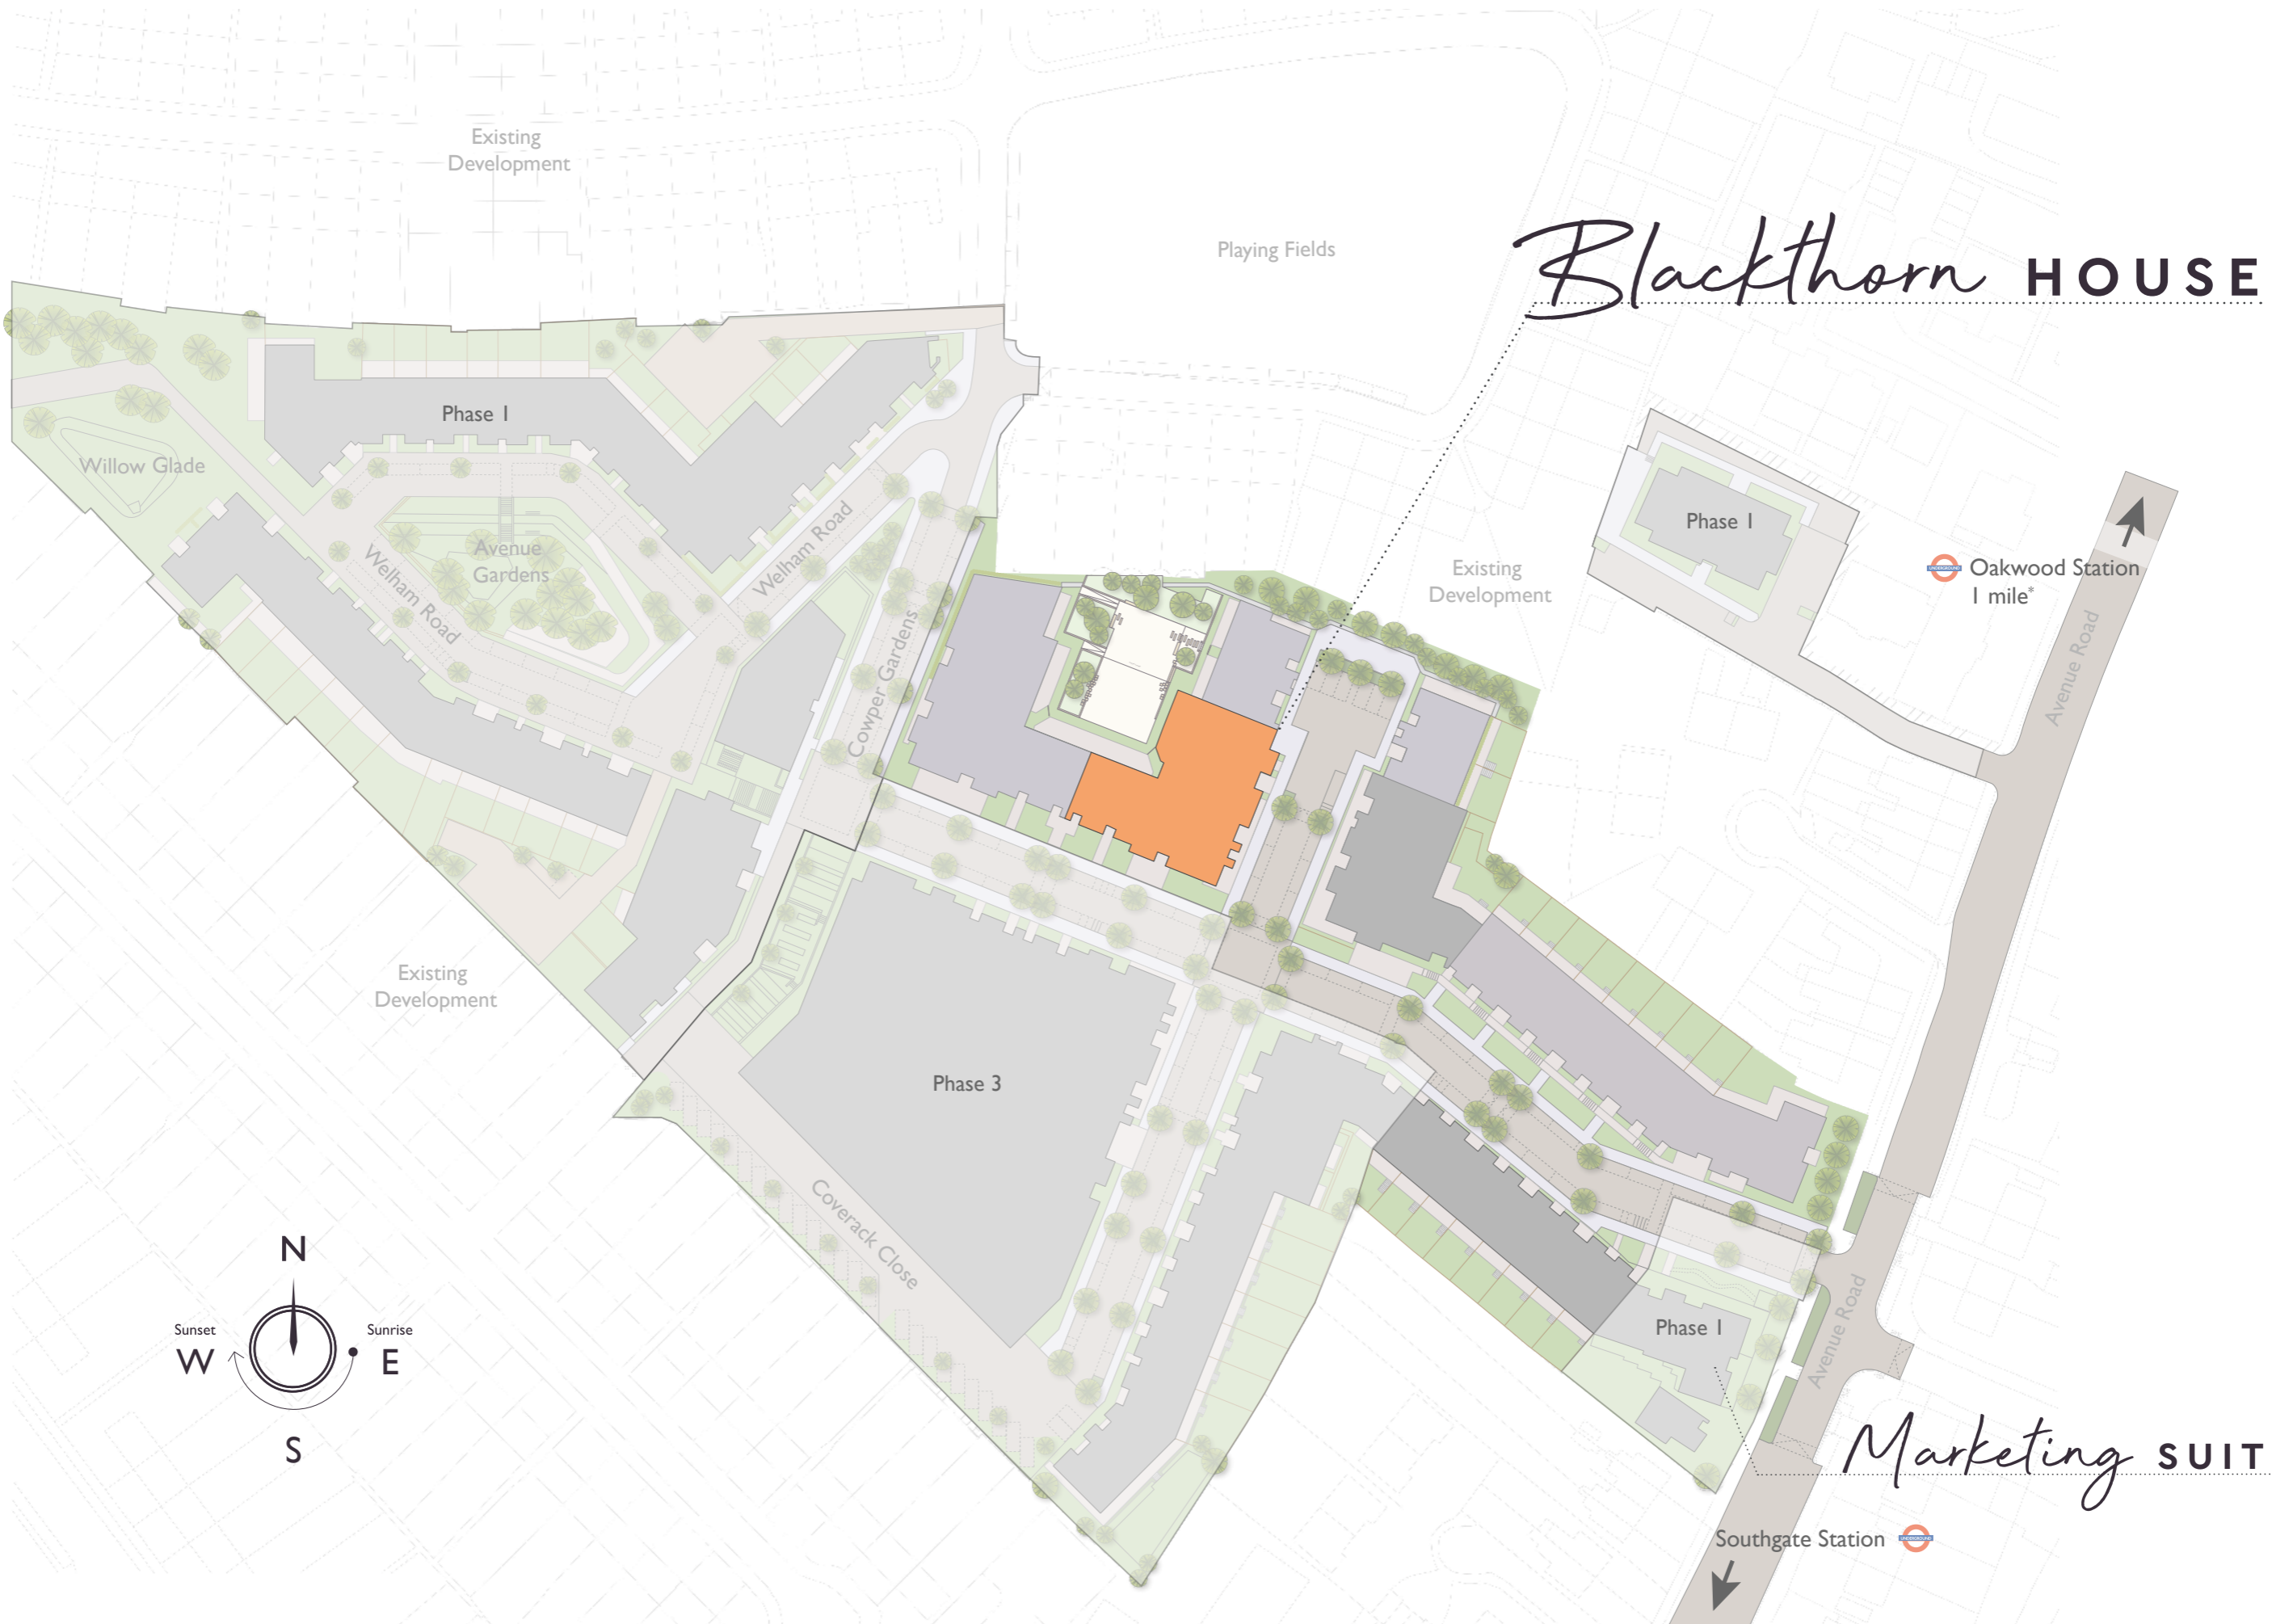 Existing
Development
Playing Fields
Blackthorn HOUSE
Phase 1
Willow Glade
Avenue
Gardens
Welham Road
Welham Road
Cowper Gardens
Existing
Development
Phase 1
UNDERGROUND
Oakwood Station
1 mile*
Avenue Road
Existing
Development
Phase 3
Coverack Close
N
Sunset
W
Sunrise
E
S
Phase 1
Avenue Road
Marketing SUIT
Southgate Station
UNDERGROUND